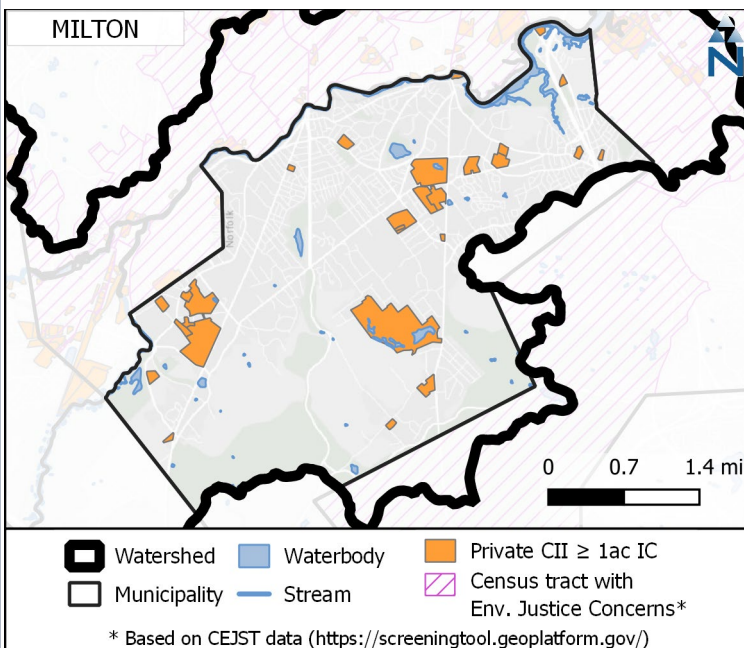 MILTON
N
Norfolk
0 0.7 1.4 mi
Watershed
Waterbody
Private CII ≥ 1ac IC
Municipality
Stream
Census tract with
Env. Justice Concerns*
* Based on CEJST data (https://screeningtool.geoplatform.gov/)